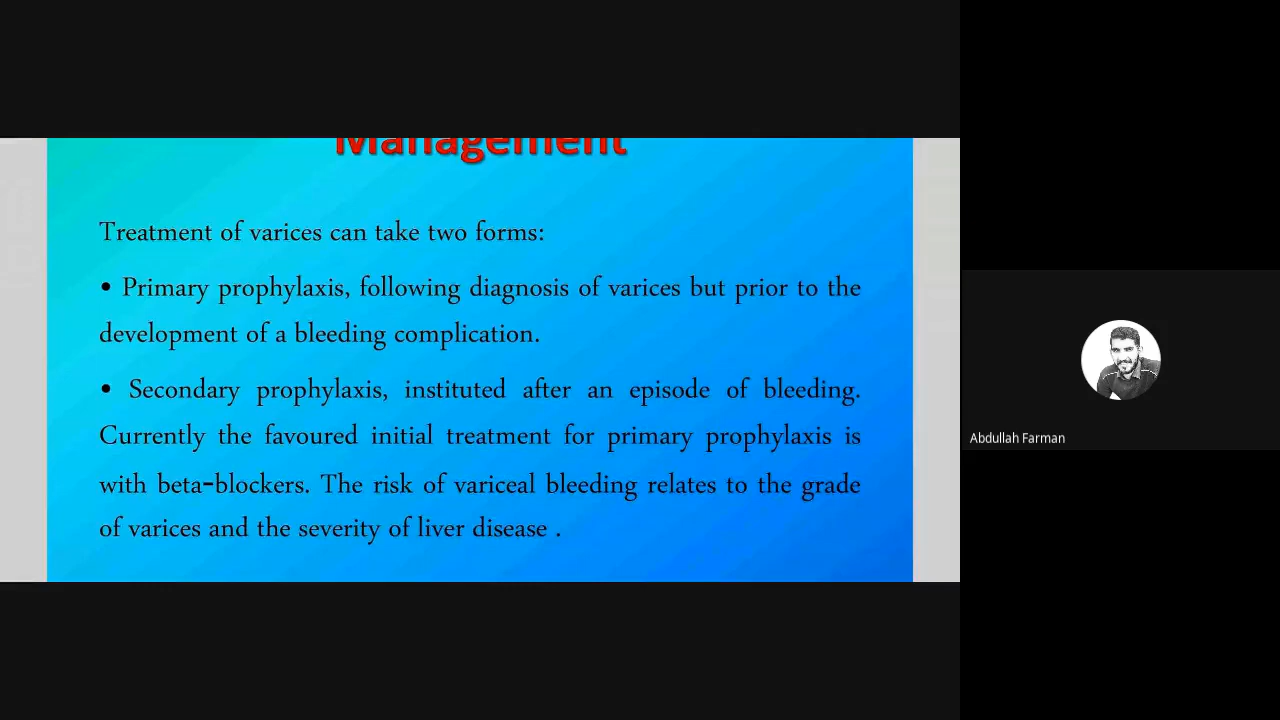 Management
Treatment of varices can take two forms:
• Primary prophylaxis, following diagnosis of varices but prior to the
development of a bleeding complication.
• Secondary prophylaxis, instituted after an episode of bleeding.
Currently the favoured initial treatment for primary prophylaxis is
with beta-blockers. The risk of variceal bleeding relates to the grade
of varices and the severity of liver disease .
Abdullah Farman